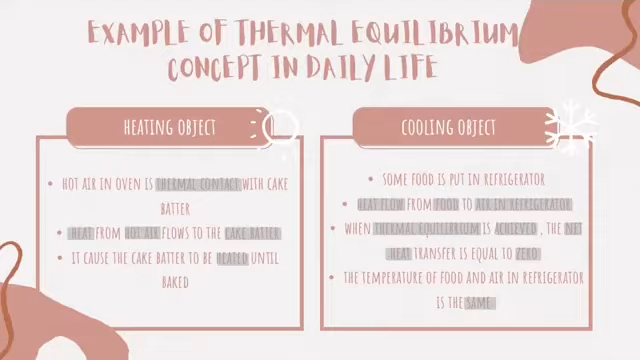 EXAMPLE OF THERMAL EQUILIBRIUM
CONCEPT IN DAILY LIFE
HEATING OBJECT
• HOT AIR IN OVEN IS THERMAL CONTACT WITH CAKE
BATTER
• HEAT FROM HOT AIR FLOWS TO THE CAKE BATTER
• IT CAUSE THE CAKE BATTER TO BE HEATED UNTIL
BAKED
COOLING OBJECT
• SOME FOOD IS PUT IN REFRIGERATOR
• HEAT FLOW FROM FOOD TO AIR IN REFRIGERATOR
• WHEN THERMAL EQUILIBRIUM IS ACHIEVED , THE NET
HEAT TRANSFER IS EQUAL TO ZERO
• THE TEMPERATURE OF FOOD AND AIR IN REFRIGERATOR
IS THE SAME